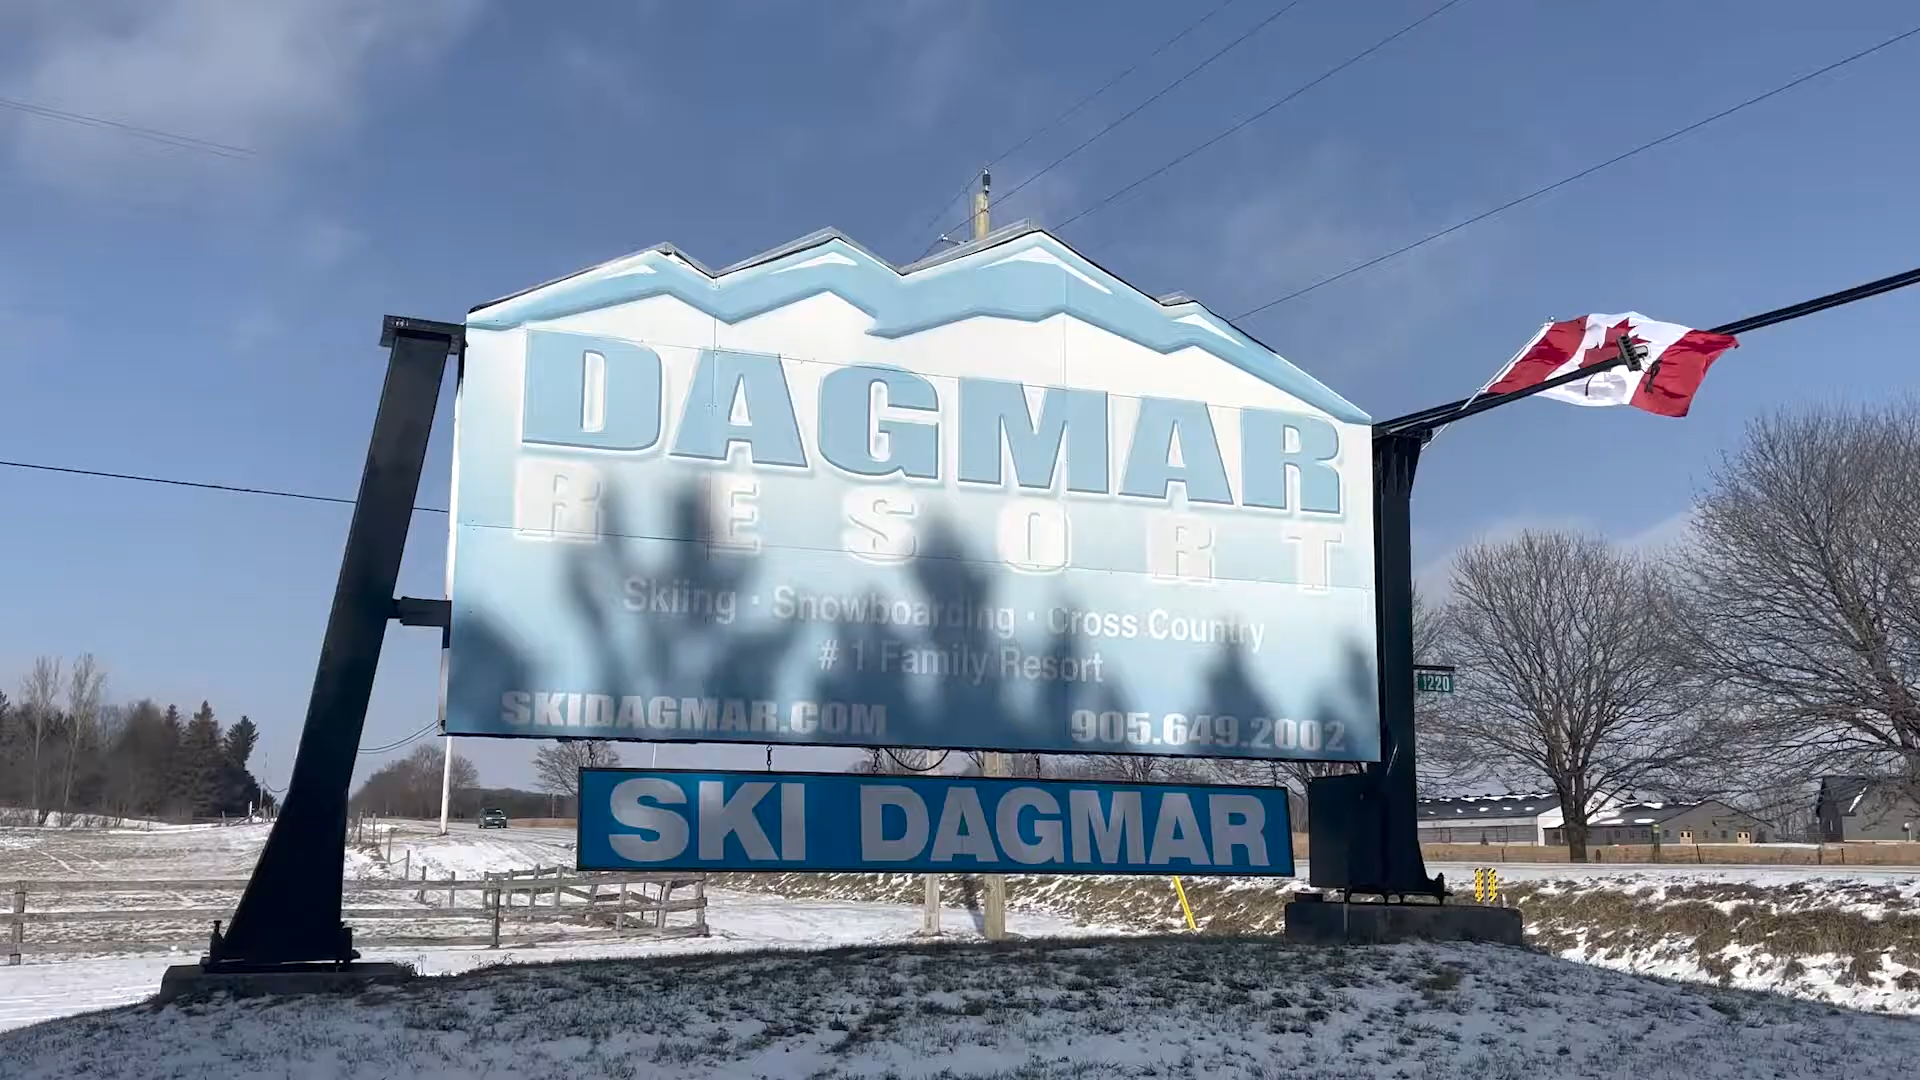 DAGMAR
RESORT
Skiing · Snowboarding · Cross Country
# 1 Family Resort
SKIDAGMAR.COM 905.649.2002
1220
SKI DAGMAR